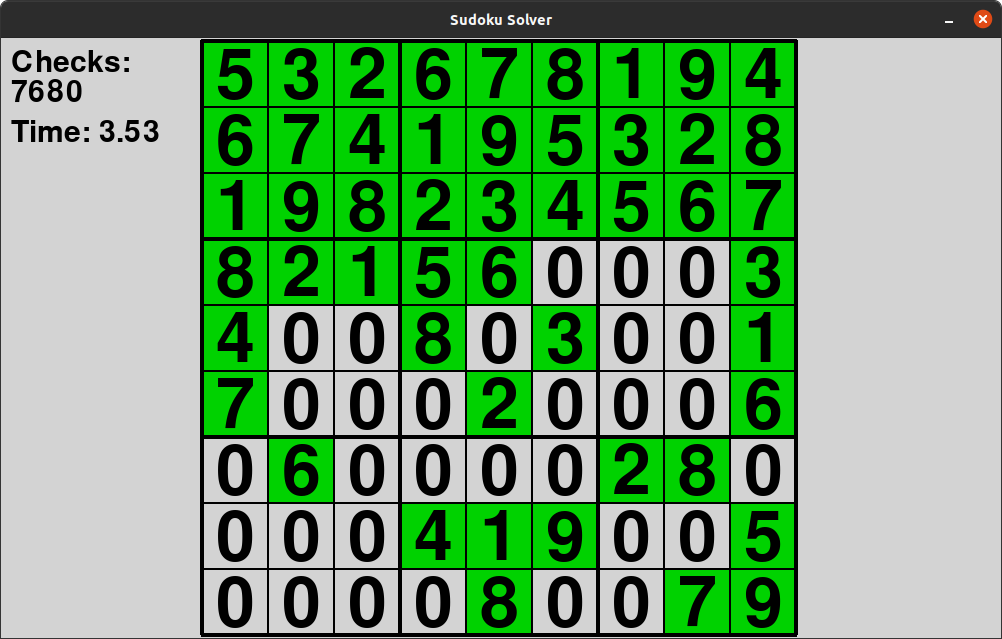 Sudoku Solver
Checks:
7680
Time: 3.53
5 3 2 6 7 8 1 9 4
6 7 4 1 9 5 3 2 8
1 9 8 2 3 4 5 6 7
8 2 1 5 6 0 0 0 3
4 0 0 8 0 3 0 0 1
7 0 0 0 2 0 0 0 6
0 6 0 0 0 0 2 8 0
0 0 0 4 1 9 0 0 5
0 0 0 0 8 0 0 7 9